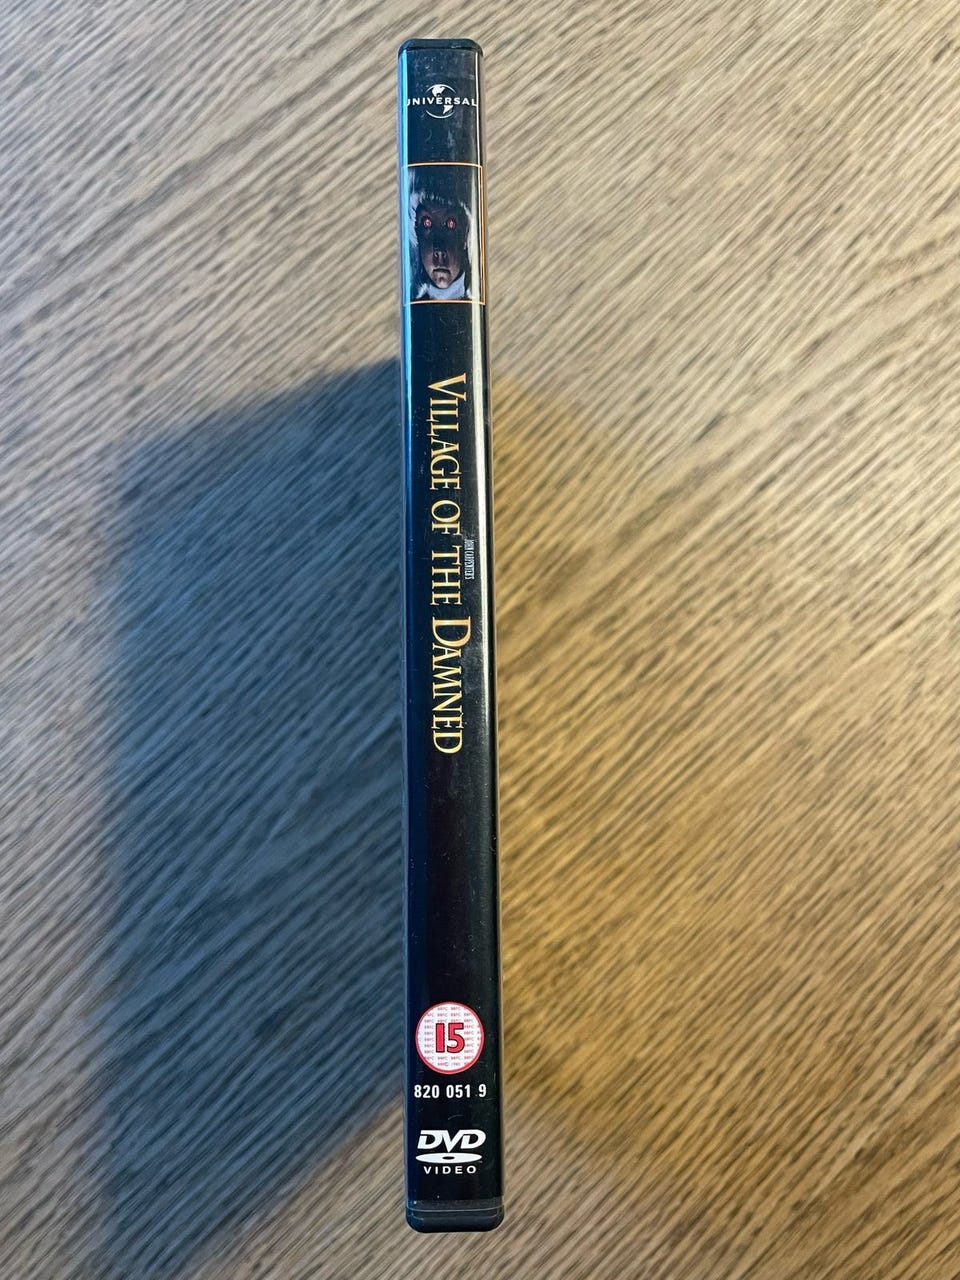 UNIVERSAL
JOHN CARPENTER'S
VILLAGE OF THE DAMNED
15
820 051 9
DVD
VIDEO